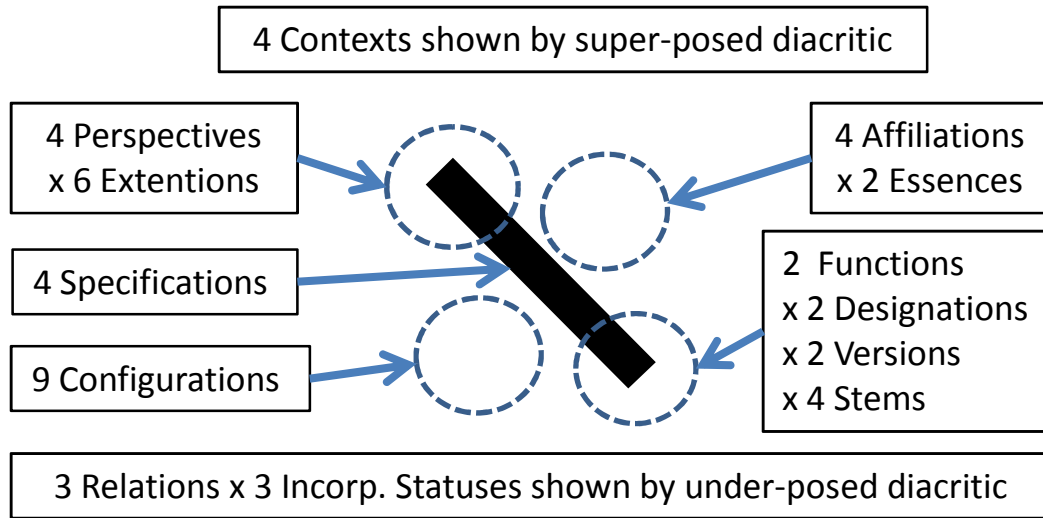 4 Contexts shown by super-posed diacritic
4 Perspectives
x 6 Extentions
4 Affiliations
x 2 Essences
4 Specifications
2 Functions
x 2 Designations
x 2 Versions
x 4 Stems
9 Configurations
3 Relations x 3 Incorp. Statuses shown by under-posed diacritic